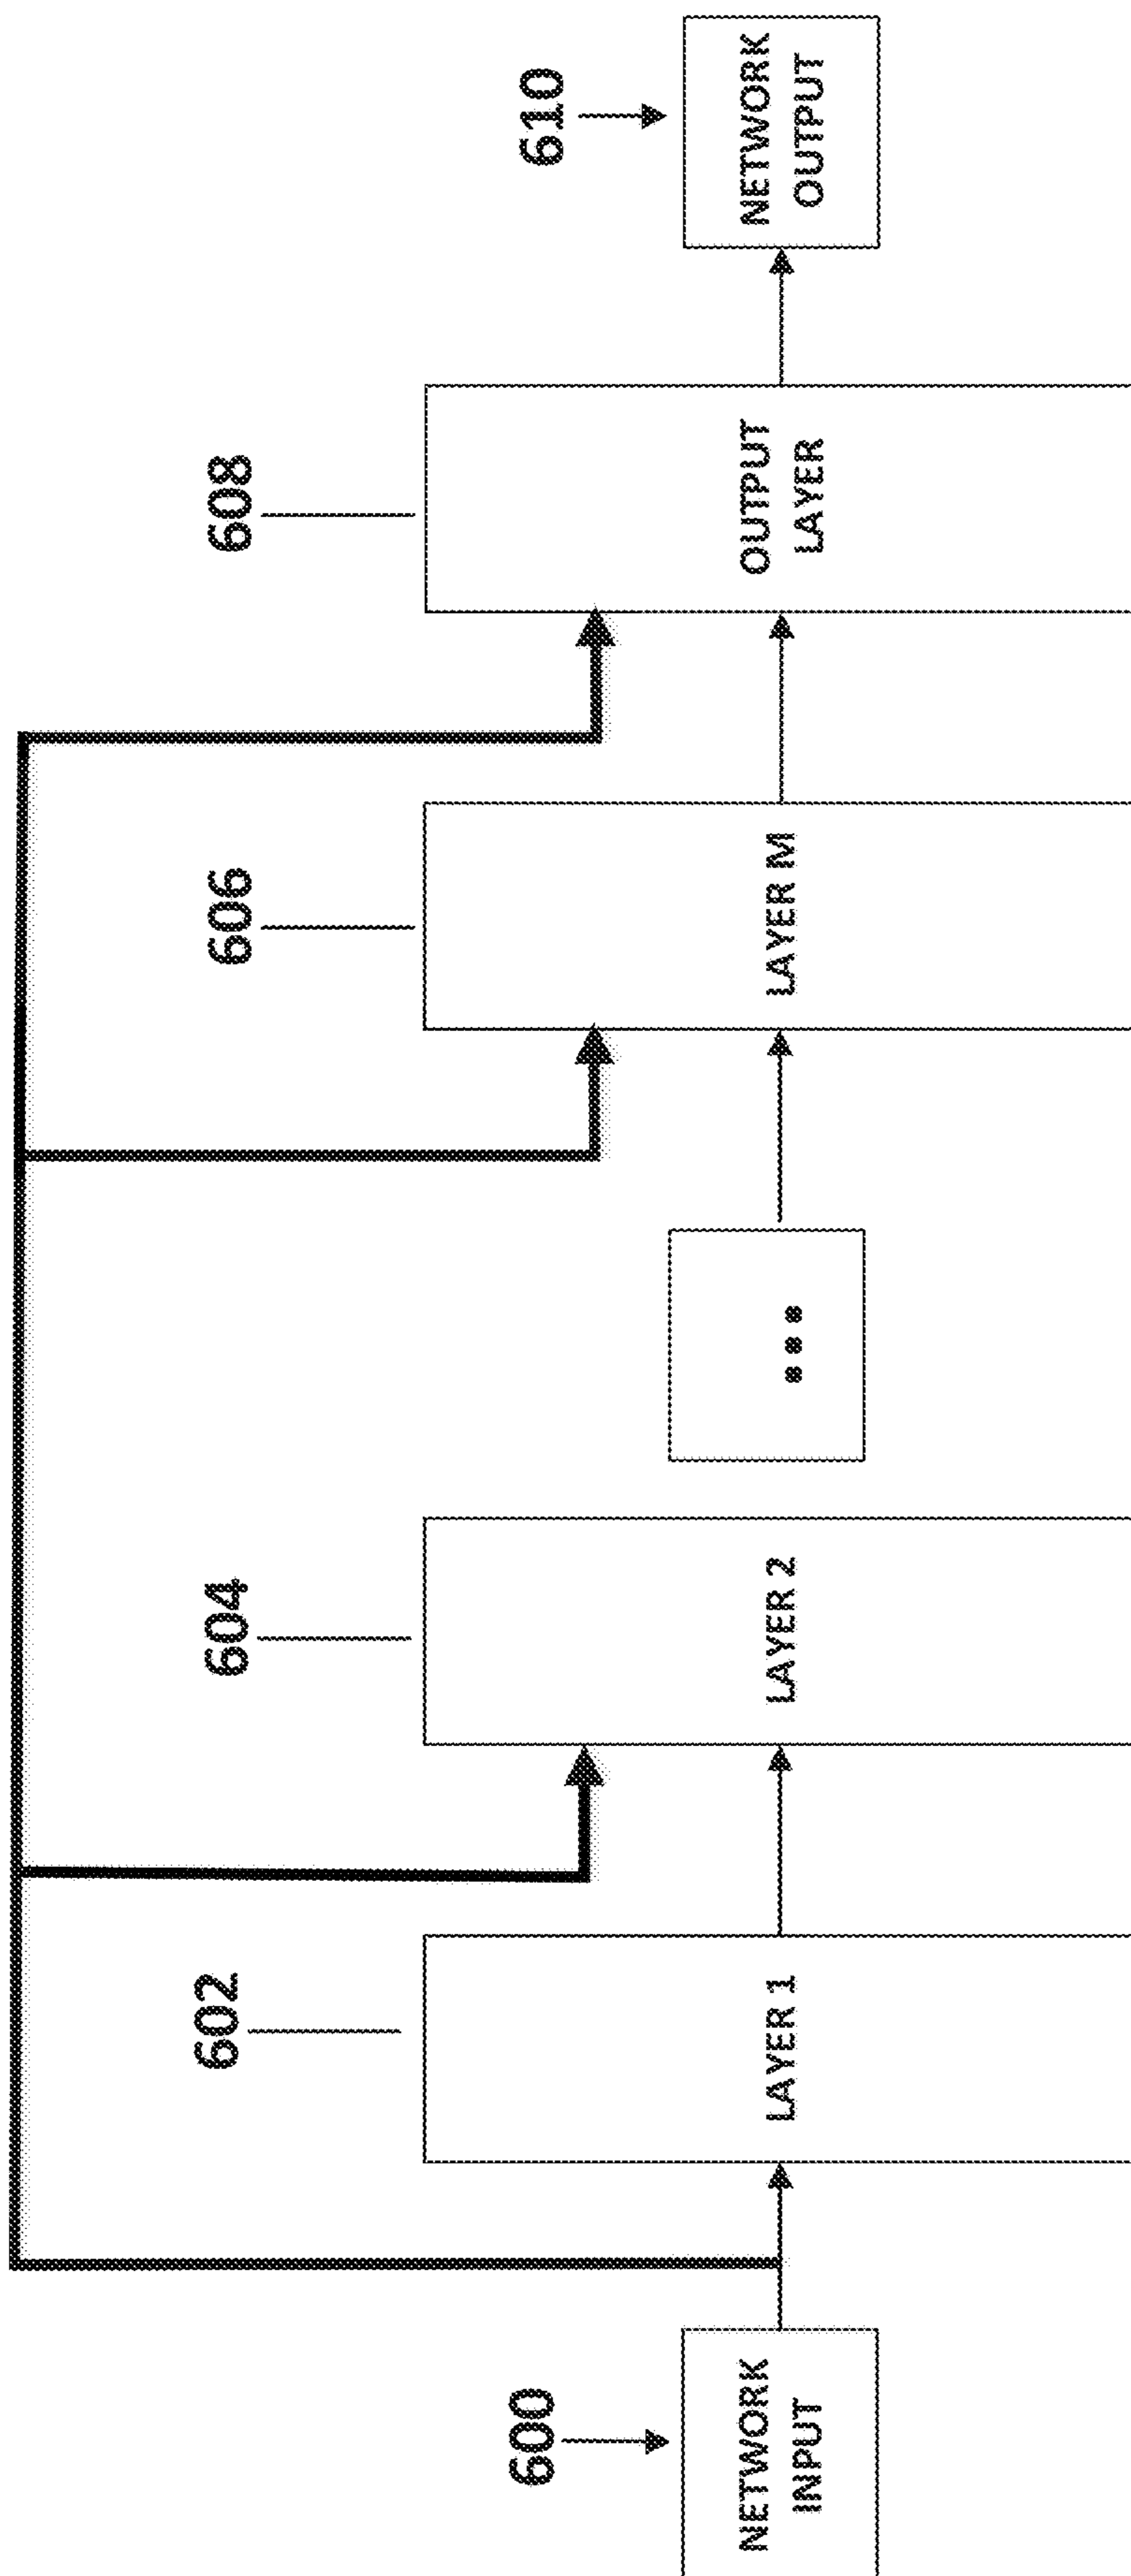 600
NETWORK
INPUT
602
LAYER 1
604
LAYER 2
...
606
LAYER M
608
OUTPUT
LAYER
610
NETWORK
OUTPUT